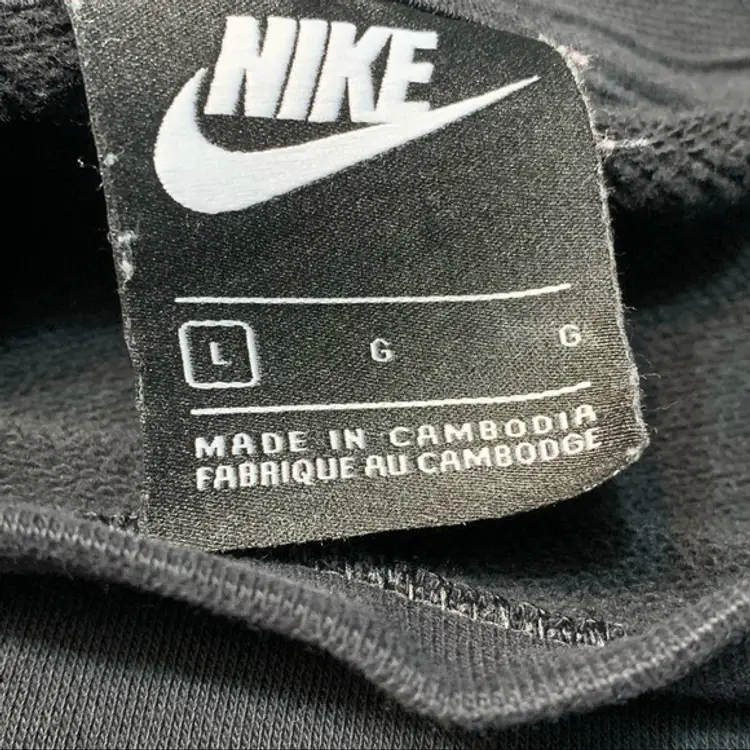 NIKE
L G G
MADE IN CAMBODIA
FABRIQUE AU CAMBODGE